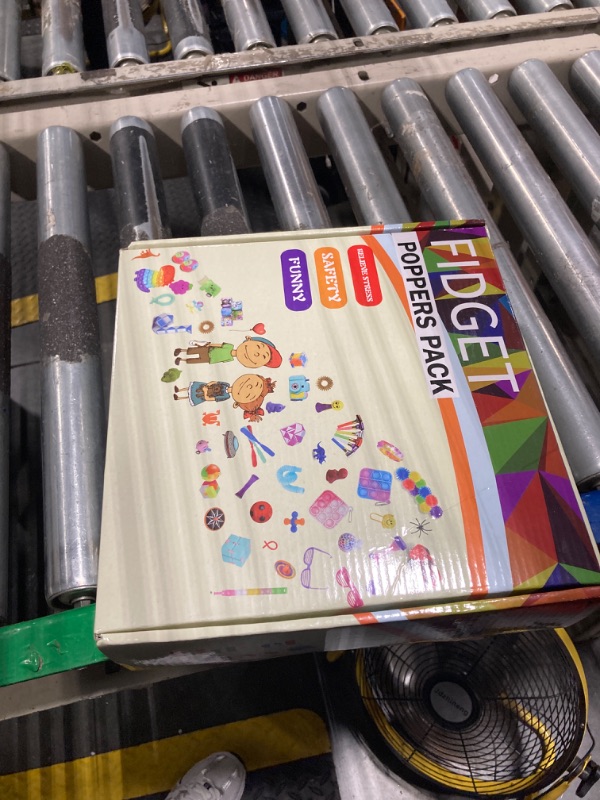 FIDGET
POPPERS PACK
RELIEVE STRESS
SAFETY
FUNNY